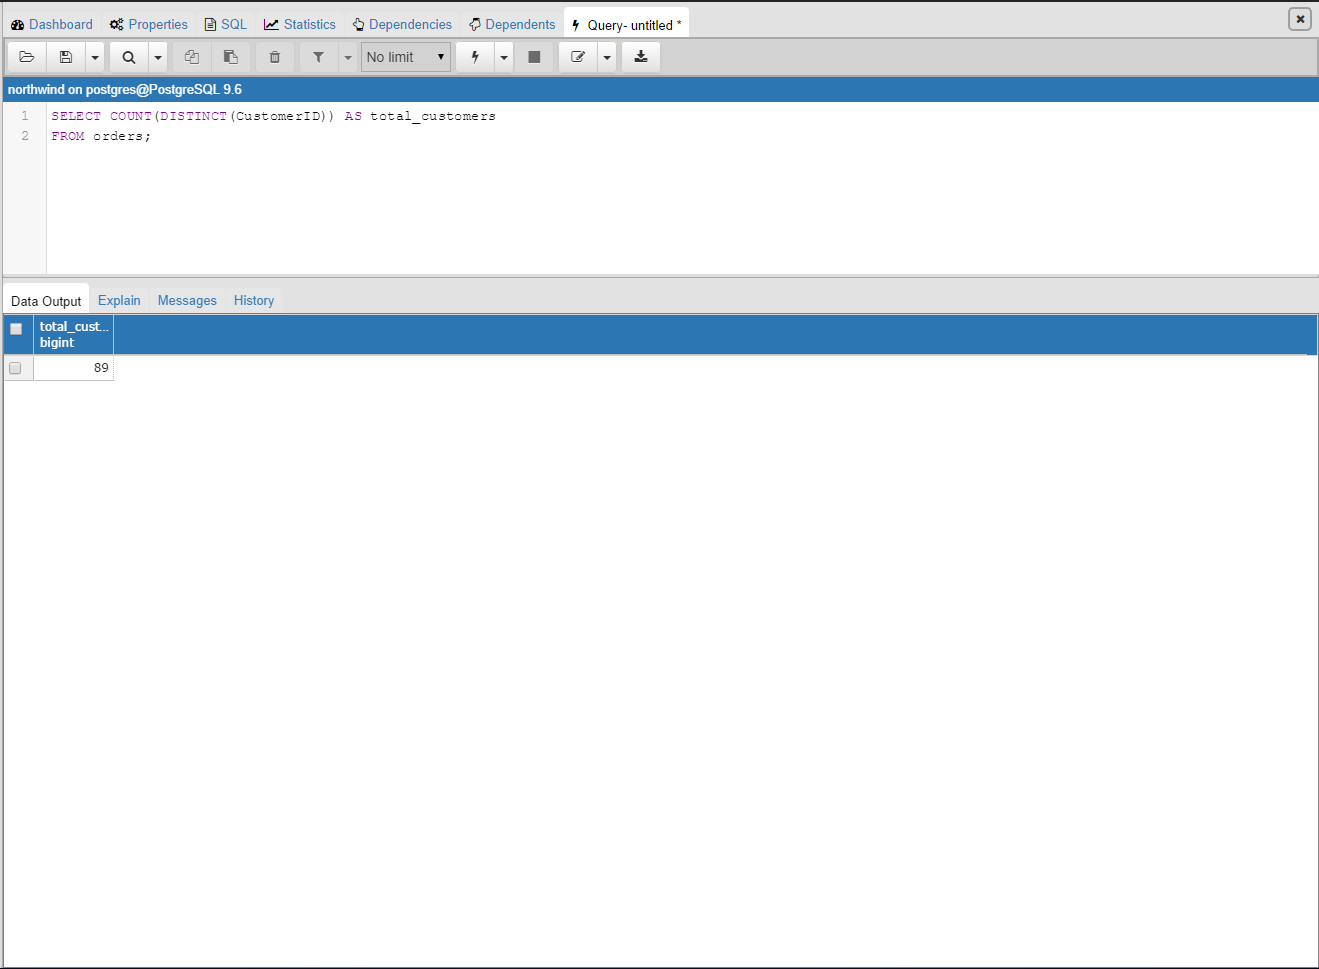 Dashboard Properties SQL Statistics Dependencies Dependents Query- untitled *
No limit
northwind on postgres@PostgreSQL 9.6
1 SELECT COUNT(DISTINCT(CustomerID)) AS total_customers
2 FROM orders;
Data Output Explain Messages History
total_cust...
bigint
89